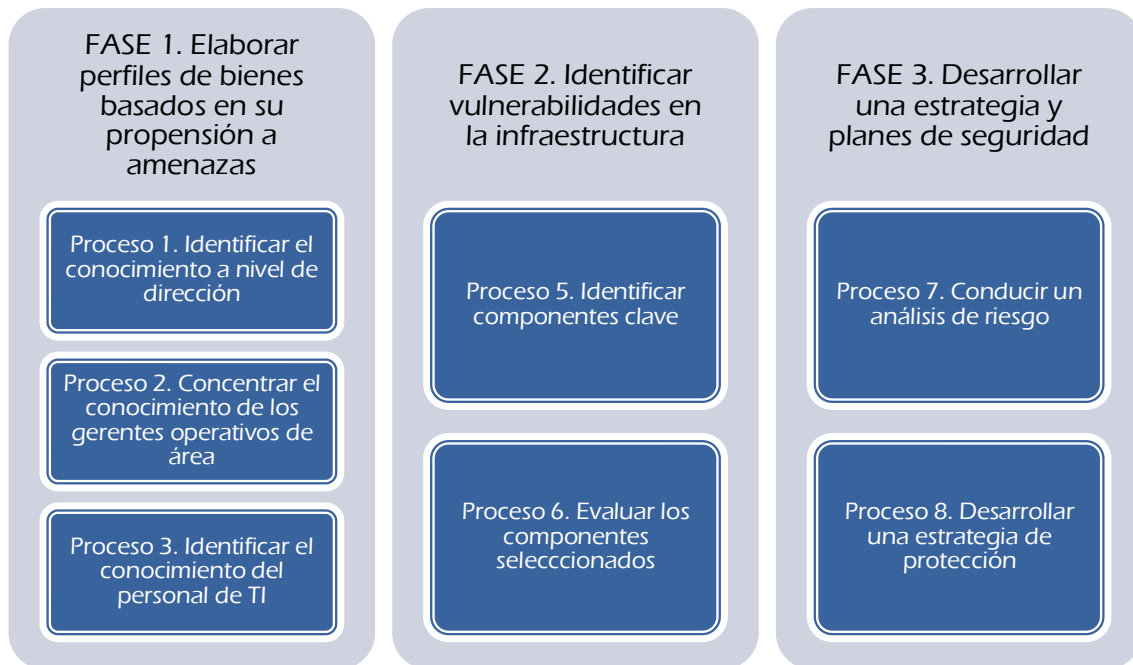 FASE 1. Elaborar
perfiles de bienes
basados en su
propensión a
amenazas
Proceso 1. Identificar el
conocimiento a nivel de
dirección
Proceso 2. Concentrar el
conocimiento de los
gerentes operativos de
área
Proceso 3. Identificar el
conocimiento del
personal de TI
FASE 2. Identificar
vulnerabilidades en
la infraestructura
Proceso 5. Identificar
componentes clave
Proceso 6. Evaluar los
componentes
selecccionados
FASE 3. Desarrollar
una estrategia y
planes de seguridad
Proceso 7. Conducir un
análisis de riesgo
Proceso 8. Desarrollar
una estrategia de
protección